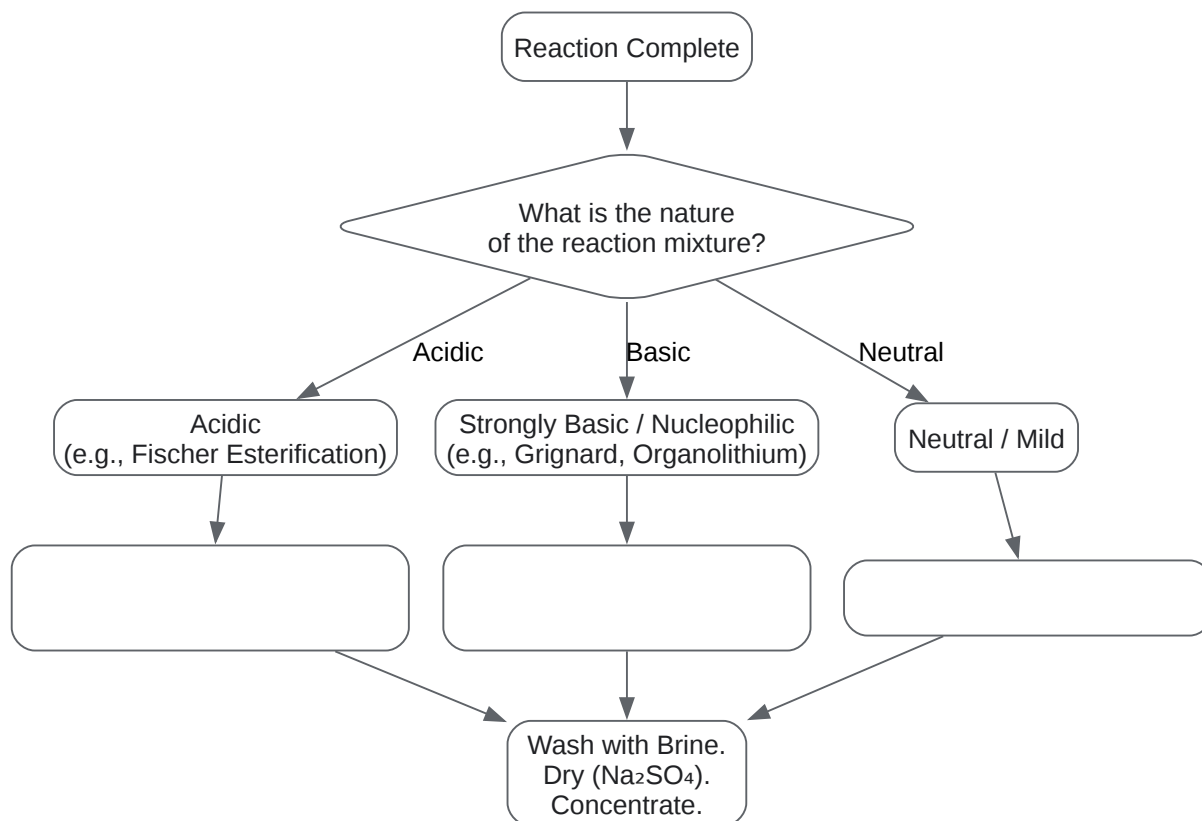 Reaction Complete
What is the nature
of the reaction mixture?
Acidic
Basic
Neutral
Acidic
(e.g., Fischer Esterification)
Strongly Basic / Nucleophilic
(e.g., Grignard, Organolithium)
Neutral / Mild
Wash with Brine.
Dry (Na₂SO₄).
Concentrate.